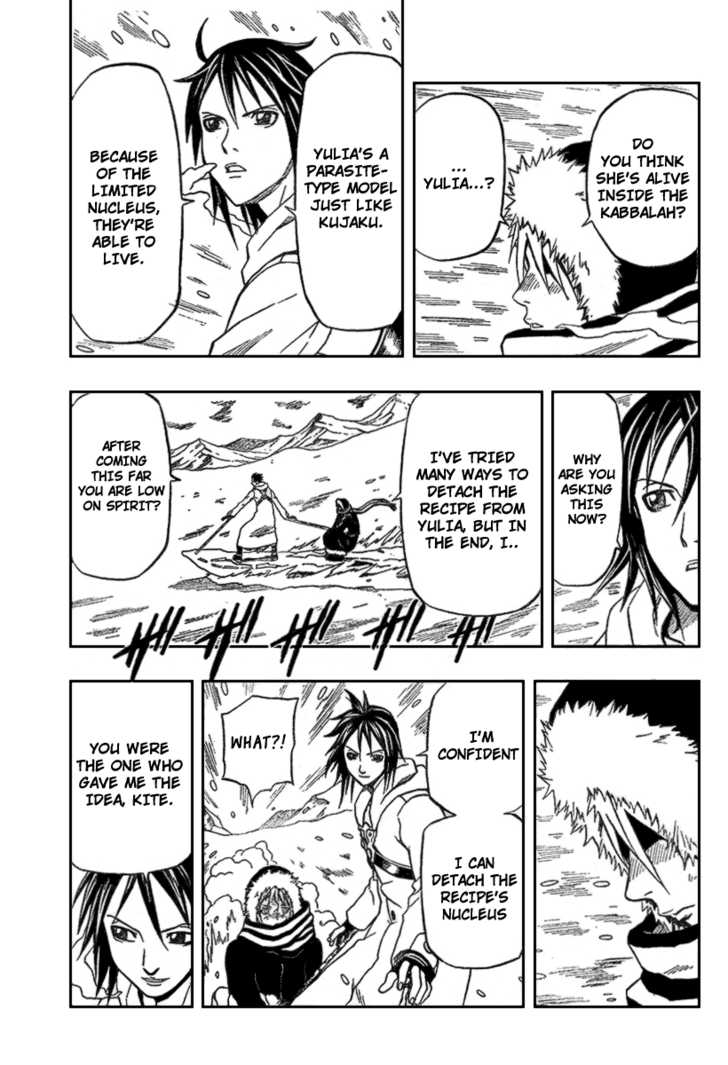 DO
YOU THINK
SHE'S ALIVE
INSIDE THE
KABBALAH?
...
YULIA...?
YULIA'S A
PARASITE-
TYPE MODEL
JUST LIKE
KUJAKU.
BECAUSE
OF THE
LIMITED
NUCLEUS,
THEY'RE
ABLE TO
LIVE.
WHY
ARE YOU
ASKING
THIS
NOW?
I'VE TRIED
MANY WAYS TO
DETACH THE
RECIPE FROM
YULIA, BUT IN
THE END, I..
AFTER
COMING
THIS FAR
YOU ARE LOW
ON SPIRIT?
I'M
CONFIDENT
I CAN
DETACH THE
RECIPE'S
NUCLEUS
WHAT?!
YOU WERE
THE ONE WHO
GAVE ME THE
IDEA, KITE.